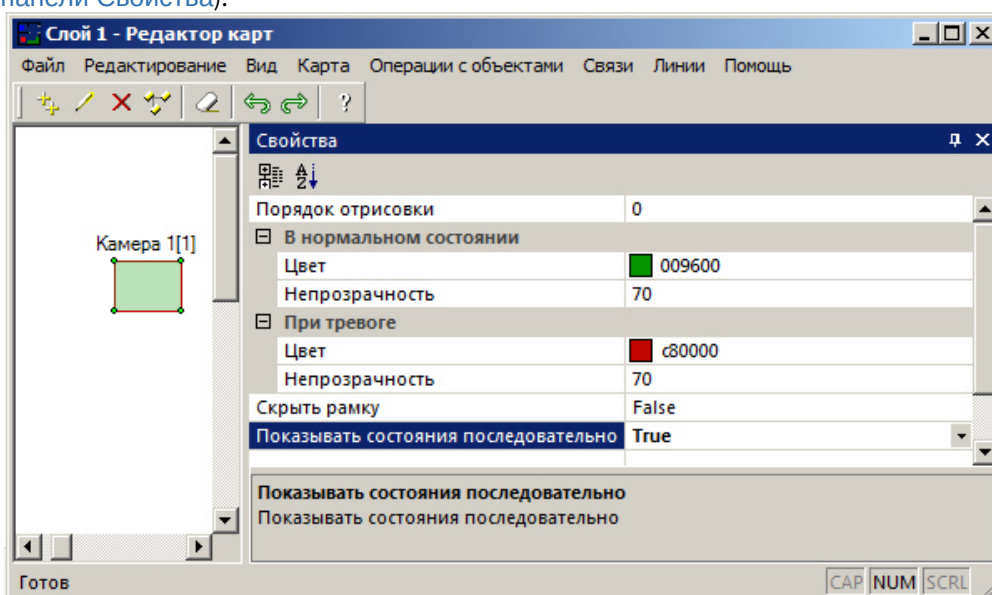 панели Свойства).
Слой 1 - Редактор карт
Файл Редактирование Вид Карта Операции с объектами Связи Линии Помощь
?
Свойства
Порядок отрисовки 0
В нормальном состоянии
Цвет 009600
Непрозрачность 70
При тревоге
Цвет c80000
Непрозрачность 70
Скрыть рамку False
Показывать состояния последовательно True
Камера 1[1]
Показывать состояния последовательно
Показывать состояния последовательно
Готов CAP NUM SCRL